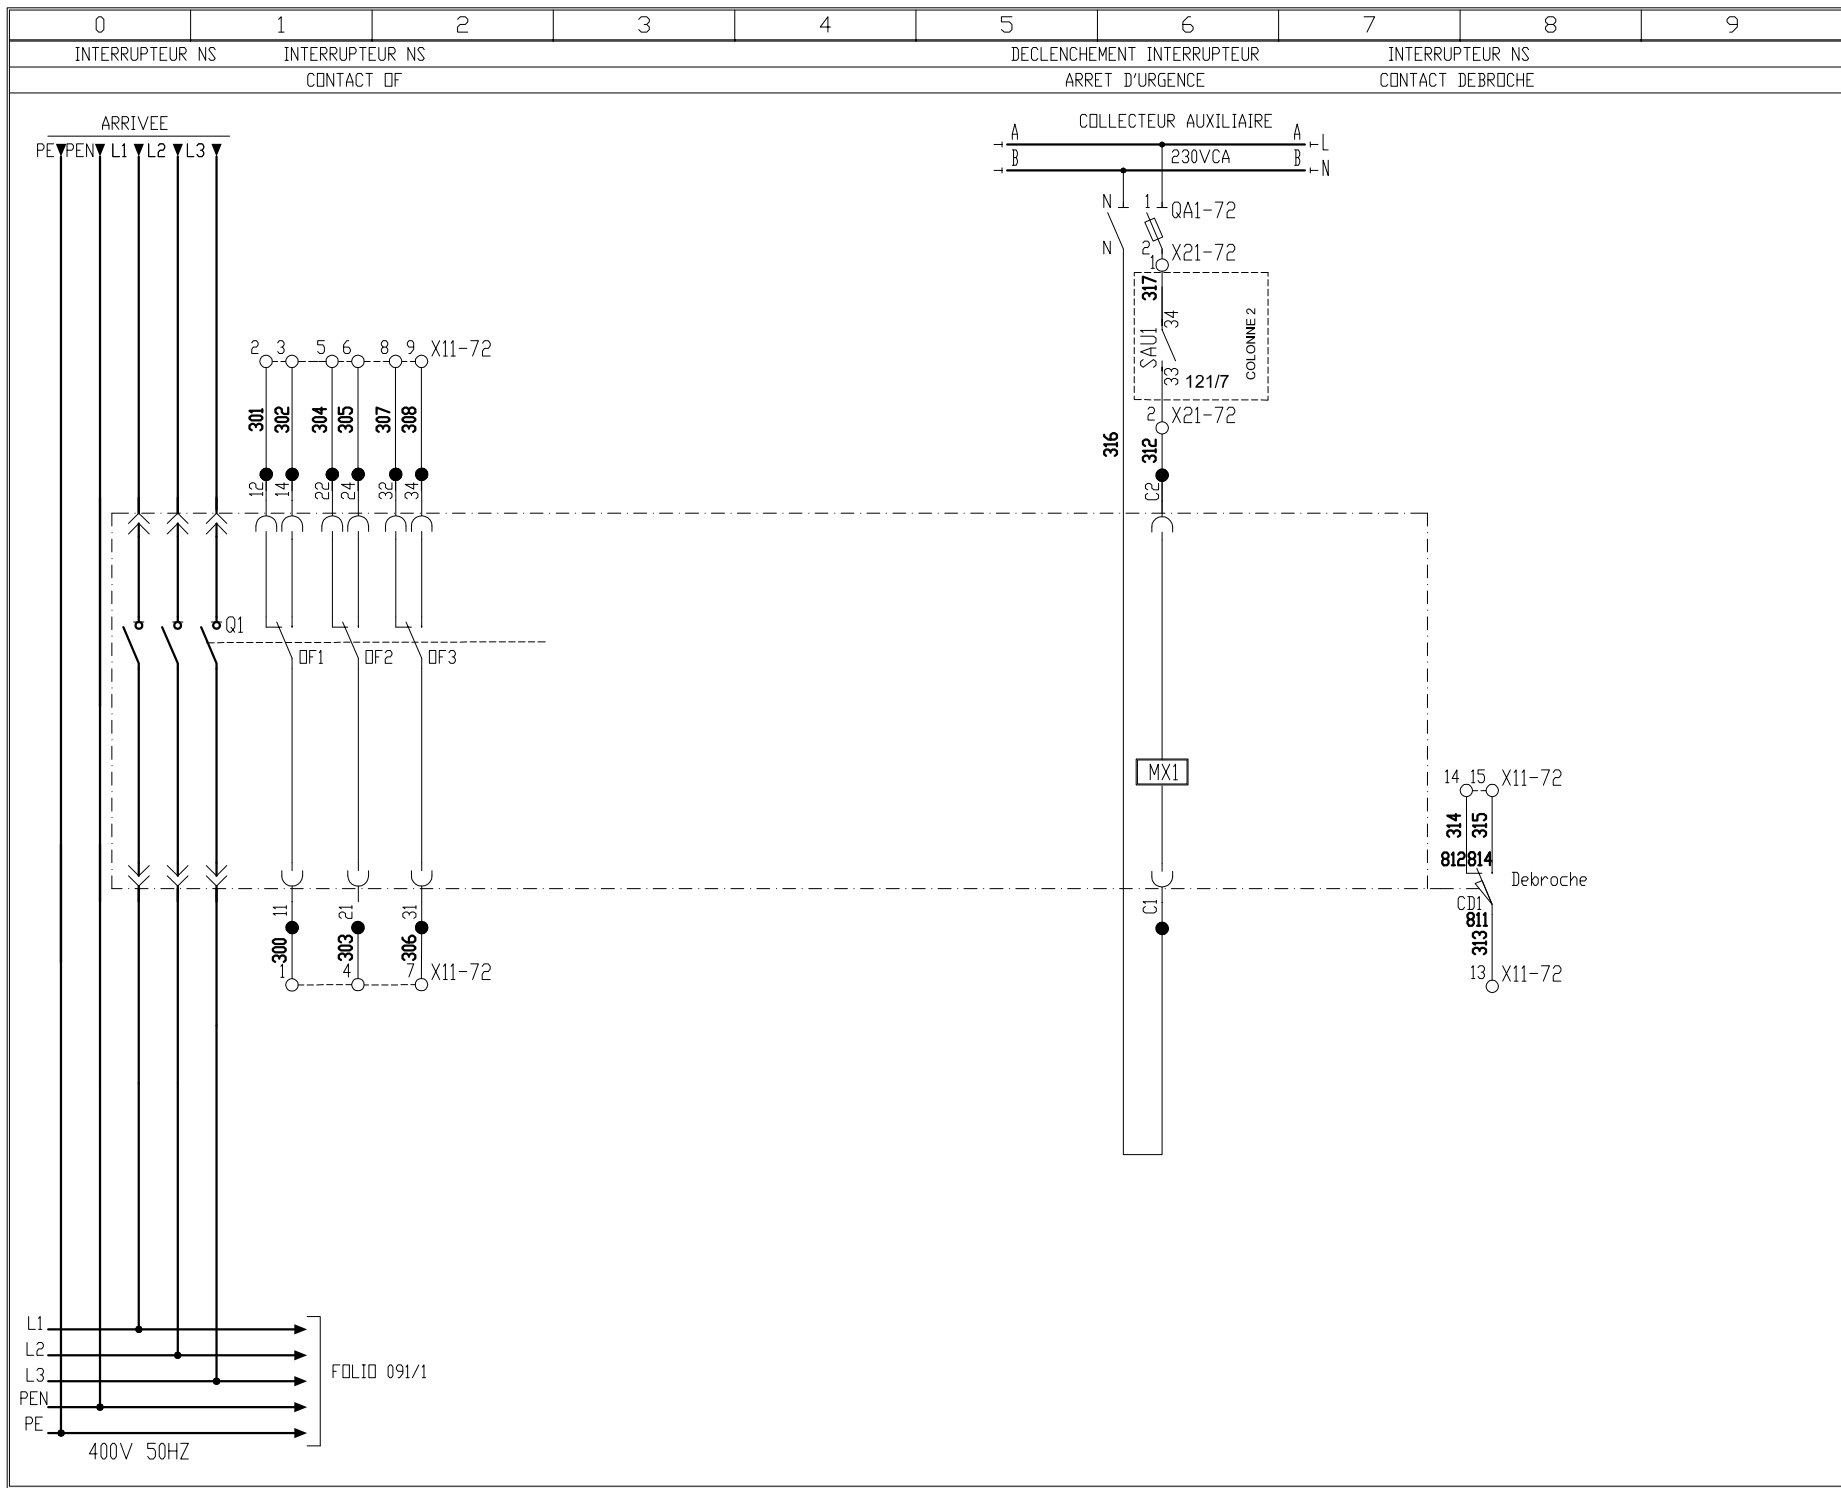 0 1 2 3 4 5 6 7 8 9
INTERRUPTEUR NS INTERRUPTEUR NS DECLENCHEMENT INTERRUPTEUR INTERRUPTEUR NS
CONTACT OF ARRET D'URGENCE CONTACT DEBROCHE
ARRIVEE
PE PEN L1 L2 L3
COLLECTEUR AUXILIAIRE
A A L
B 230VCA B N
N 1 QA1-72
N 2 X21-72
1
317
34
SAU1
COLONNE 2
33 121/7
2 X21-72
316 312
C2
2 3 5 6 8 9 X11-72
301 302 304 305 307 308
12 14 22 24 32 34
Q1
OF1 OF2 OF3
MX1
C1
11 21 31
300 303 306
1 4 7 X11-72
14 15 X11-72
314 315
812 814
Debroche
CD1
811
313
13 X11-72
L1
L2
L3
PEN
PE
FOLIO 091/1
400V 50HZ